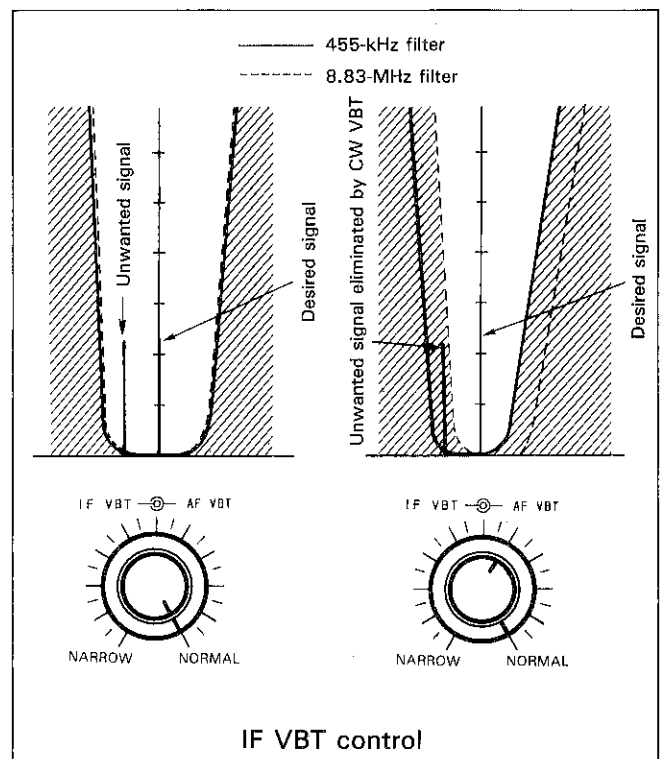 455-kHz filter
8.83-MHz filter
Unwanted signal
Desired signal
Unwanted signal eliminated by CW VBT
Desired signal
IF VBT AF VBT
NARROW NORMAL
IF VBT AF VBT
NARROW NORMAL
IF VBT control